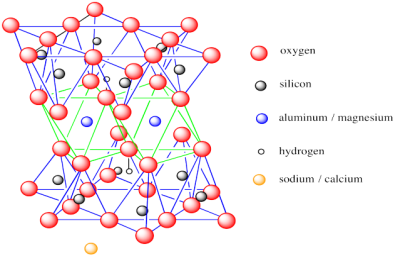 oxygen
silicon
aluminum / magnesium
hydrogen
sodium / calcium